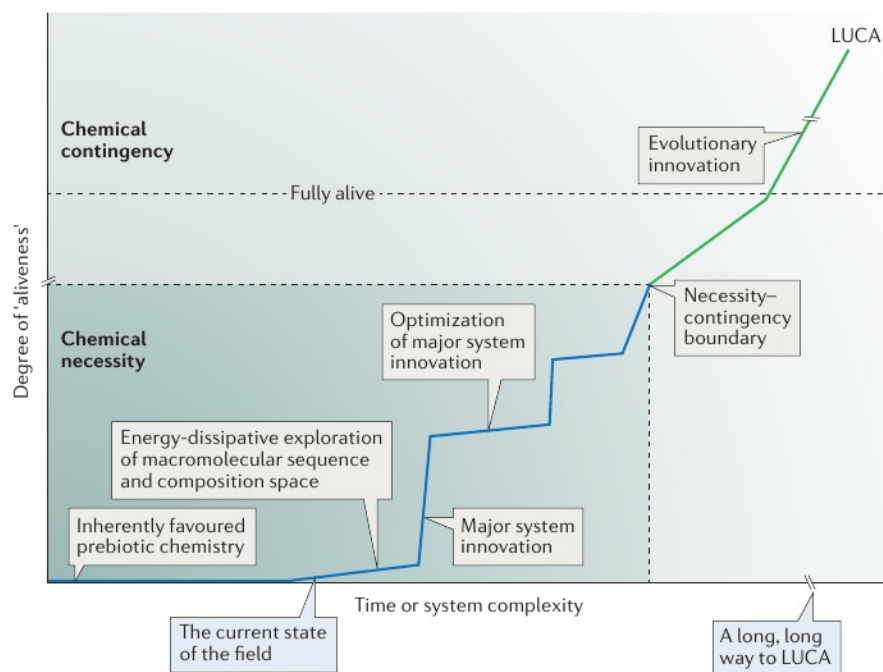 LUCA
Chemical
contingency
Evolutionary
innovation
Fully alive
Degree of 'aliveness'
Chemical
necessity
Optimization
of major system
innovation
Necessity–
contingency
boundary
Energy-dissipative exploration
of macromolecular sequence
and composition space
Inherently favoured
prebiotic chemistry
Major system
innovation
Time or system complexity
The current state
of the field
A long, long
way to LUCA